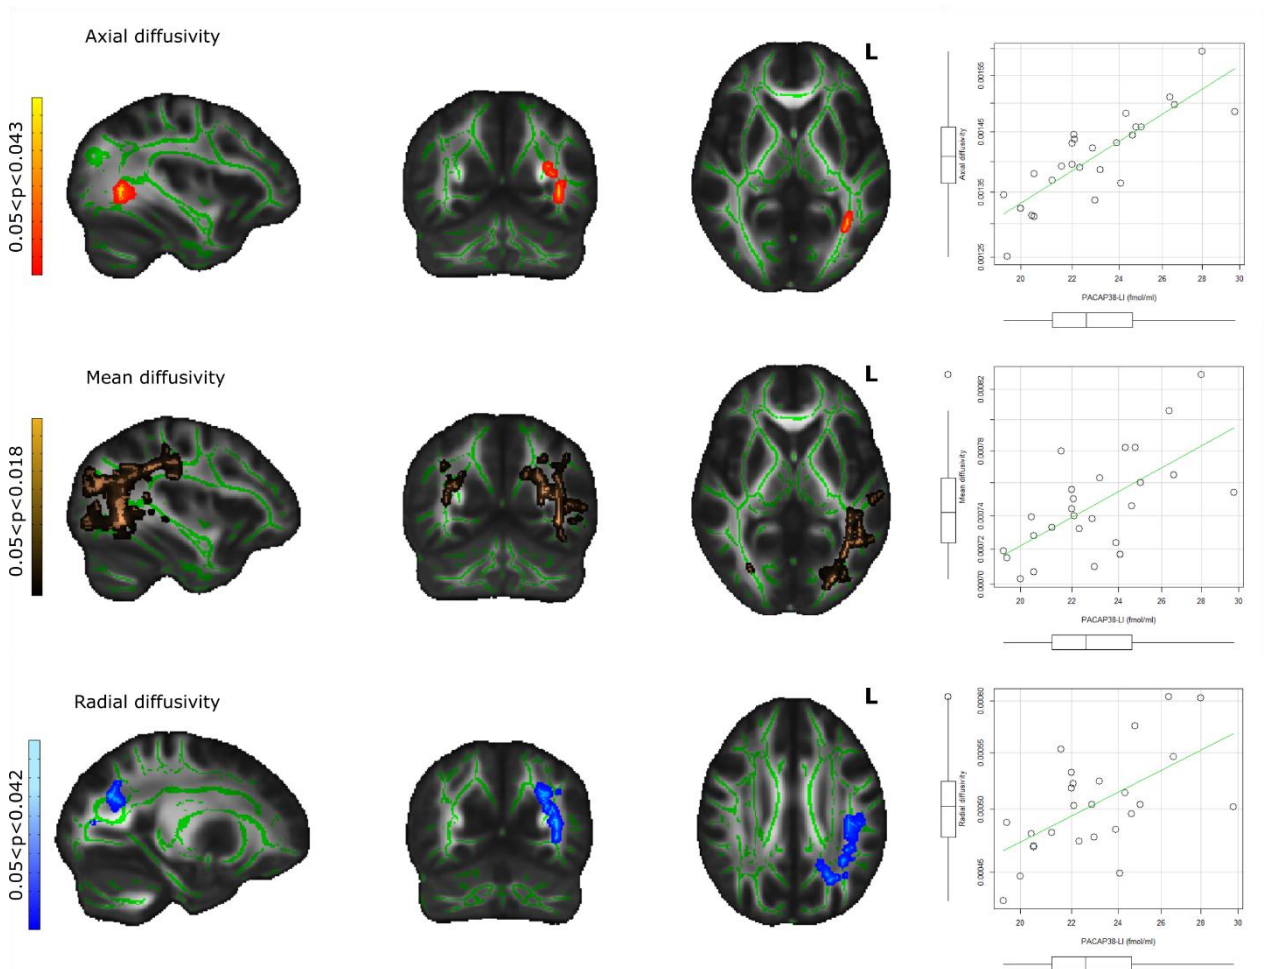 Axial diffusivity
0.05<p<0.043
L
Axial diffusivity
0.00125
0.00135
0.00145
0.00155
20 22 24 26 28 30
PACAP38-LI (fmol/ml)
Mean diffusivity
0.05<p<0.018
L
Mean diffusivity
0.00070
0.00072
0.00074
0.00078
0.00082
20 22 24 26 28 30
PACAP38-LI (fmol/ml)
Radial diffusivity
0.05<p<0.042
L
Radial diffusivity
0.00045
0.00050
0.00055
0.00060
20 22 24 26 28 30
PACAP38-LI (fmol/ml)